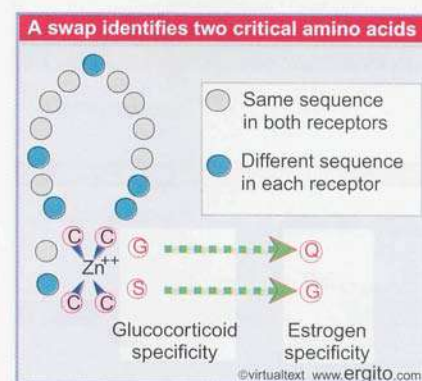 A swap identifies two critical amino acids
Same sequence
in both receptors
Different sequence
in each receptor
C C
Zn++
C C
G Q
S G
Glucocorticoid
specificity
Estrogen
specificity
©virtualtext www.ergito.com